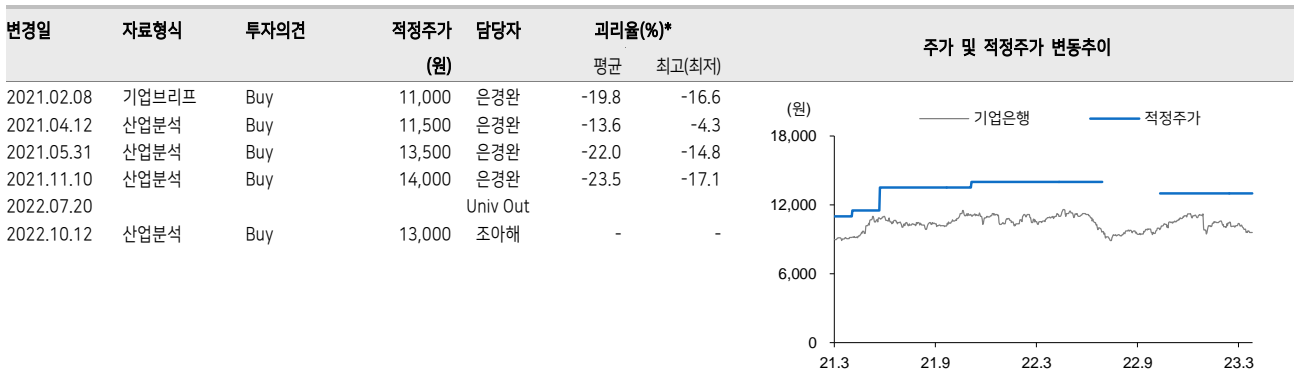 변경일 자료형식 투자의견 적정주가 담당자 괴리율(%)* 주가 및 적정주가 변동추이
(원) 평균 최고(최저)
2021.02.08 기업브리프 Buy 11,000 은경완 -19.8 -16.6
2021.04.12 산업분석 Buy 11,500 은경완 -13.6 -4.3
2021.05.31 산업분석 Buy 13,500 은경완 -22.0 -14.8
2021.11.10 산업분석 Buy 14,000 은경완 -23.5 -17.1
2022.07.20 Univ Out
2022.10.12 산업분석 Buy 13,000 조아해 - -
(원) 기업은행 적정주가
18,000
12,000
6,000
0
21.3 21.9 22.3 22.9 23.3